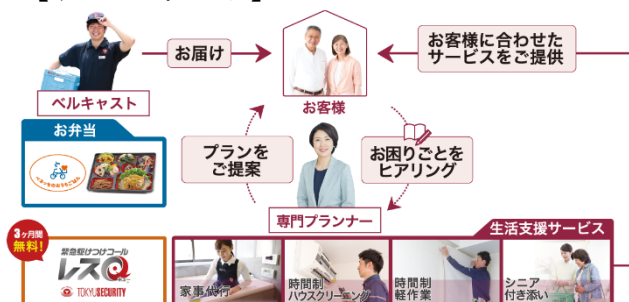 お届け
お客様に合わせた
サービスをご提供
ベルキャスト
お客様
お弁当
プランを
ご提案
お困りごとを
ヒアリング
専門プランナー
3ヶ月間
無料!
緊急駆けつけコール
レスQ
TOKYU SECURITY
生活支援サービス
家事代行
時間制
ハウスクリーニング
時間制
軽作業
シニア
付き添い